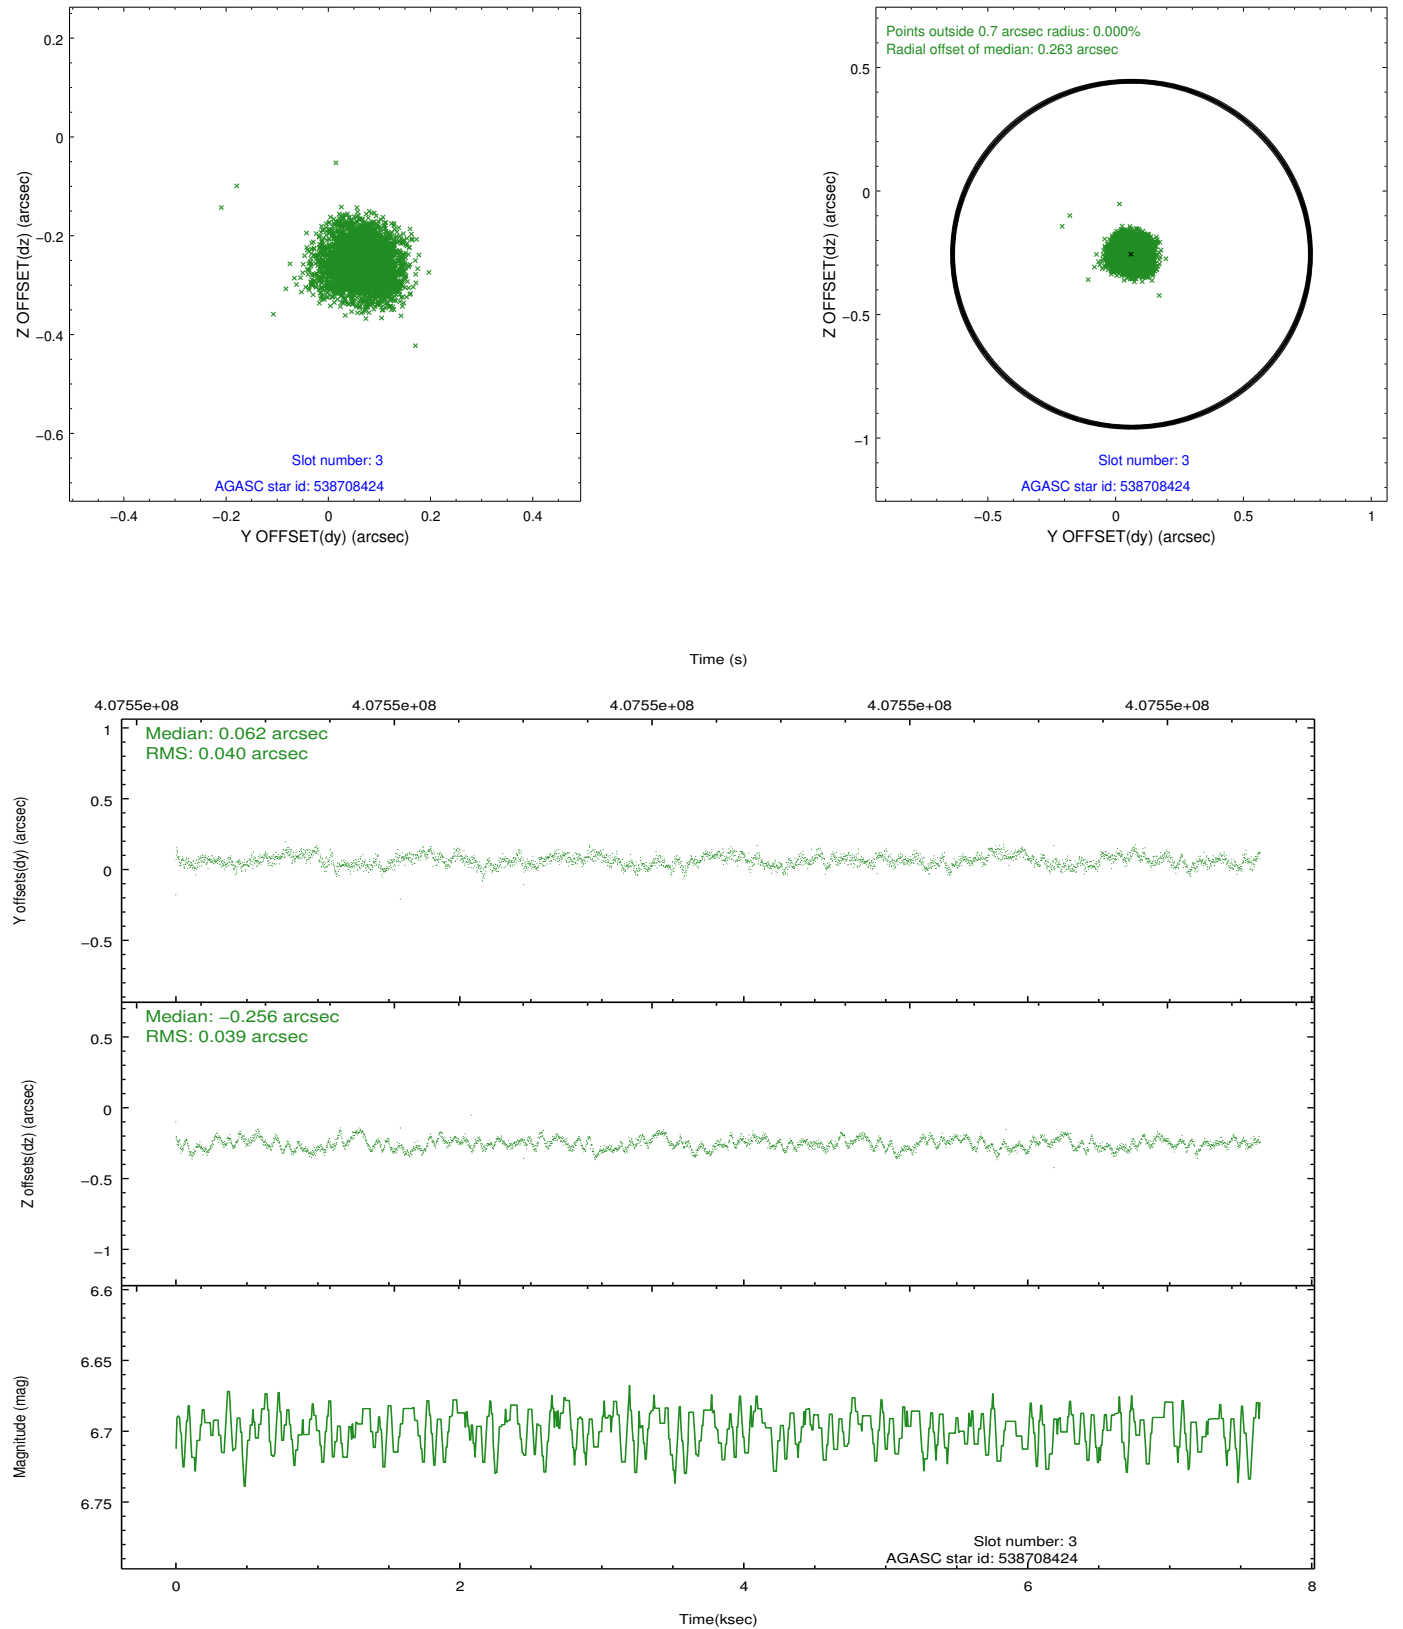 0.2
0
−0.2
−0.4
−0.6
Z OFFSET(dz) (arcsec)
Slot number: 3
AGASC star id: 538708424
−0.4 −0.2 0 0.2 0.4
Y OFFSET(dy) (arcsec)
Points outside 0.7 arcsec radius: 0.000%
Radial offset of median: 0.263 arcsec
0.5
0
−0.5
−1
Z OFFSET(dz) (arcsec)
Slot number: 3
AGASC star id: 538708424
−0.5 0 0.5 1
Y OFFSET(dy) (arcsec)
Time (s)
4.0755e+08 4.0755e+08 4.0755e+08 4.0755e+08 4.0755e+08
Median: 0.062 arcsec
RMS: 0.040 arcsec
1
0.5
0
−0.5
Y offsets(dy) (arcsec)
Median: −0.256 arcsec
RMS: 0.039 arcsec
0.5
0
−0.5
−1
Z offsets(dz) (arcsec)
6.6
6.65
6.7
6.75
Magnitude (mag)
Slot number: 3
AGASC star id: 538708424
0 2 4 6 8
Time(ksec)